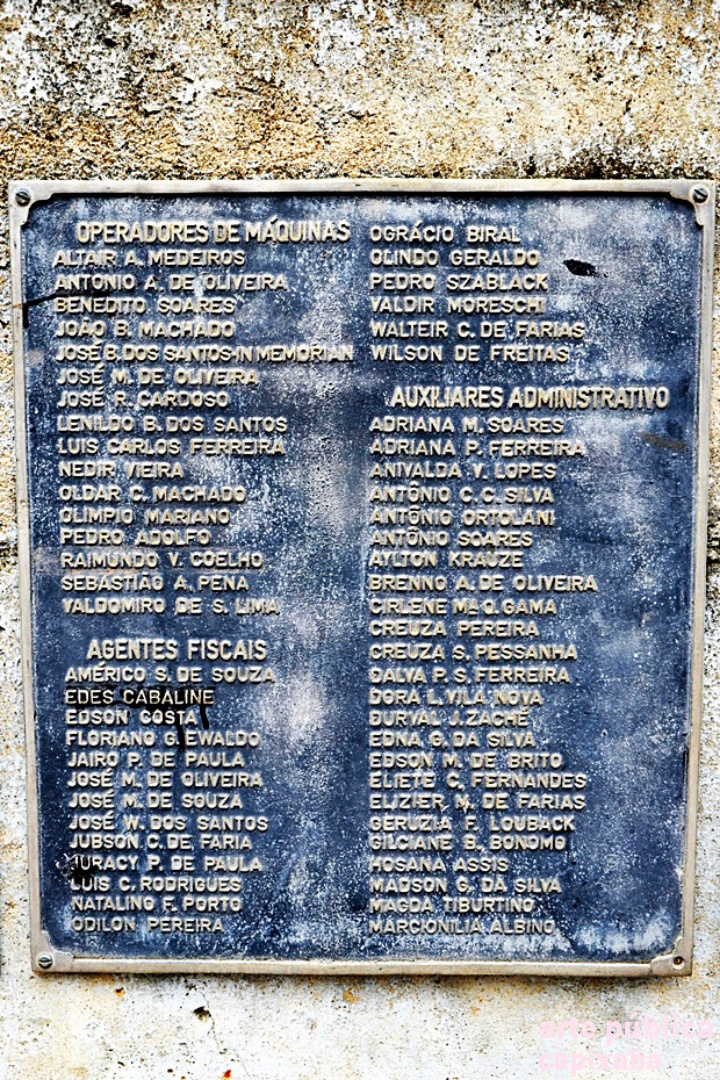 OPERADORES DE MÁQUINAS
ALTAIR A. MEDEIROS
ANTONIO A. DE OLIVEIRA
BENEDITO SOARES
JOÃO B. MACHADO
JOSÉ B. DOS SANTOS-IN MEMORIAN
JOSÉ M. DE OLIVEIRA
JOSÉ R. CARDOSO
LENILDO B. DOS SANTOS
LUIS CARLOS FERREIRA
NEDIR VIEIRA
OLDAR C. MACHADO
OLIMPIO MARIANO
PEDRO ADOLFO
RAIMUNDO V. COELHO
SEBASTIÃO A. PENA
VALDOMIRO DE S. LIMA
AGENTES FISCAIS
AMÉRICO S. DE SOUZA
EDES CABALINE
EDSON COSTA
FLORIANO G. EWALDO
JAIRO P. DE PAULA
JOSÉ M. DE OLIVEIRA
JOSÉ M. DE SOUZA
JOSÉ W. DOS SANTOS
JUBSON C. DE FARIA
JURACY P. DE PAULA
LUIS C. RODRIGUES
NATALINO F. PORTO
ODILON PEREIRA
OGRÁCIO BIRAL
OLINDO GERALDO
PEDRO SZABLACK
VALDIR MORESCHI
WALTEIR C. DE FARIAS
WILSON DE FREITAS
AUXILIARES ADMINISTRATIVO
ADRIANA M. SOARES
ADRIANA P. FERREIRA
ANIVALDA V. LOPES
ANTÔNIO C. C. SILVA
ANTÔNIO ORTOLANI
ANTÔNIO SOARES
AYLTON KRAUZE
BRENNO A. DE OLIVEIRA
CIRLENE Mª Q. GAMA
CREUZA PEREIRA
CREUZA S. PESSANHA
DALVA P. S. FERREIRA
DORA L. VILA NOVA
DURVAL J. ZACHÉ
EDNA G. DA SILVA
EDSON M. DE BRITO
ELIETE C. FERNANDES
ELIZIER M. DE FARIAS
GERUZIA F. LOUBACK
GILCIANE B. BONOMO
HOSANA ASSIS
MADSON G. DA SILVA
MAGDA TIBURTINO
MARCIONILIA ALBINO
arte pública
capixaba